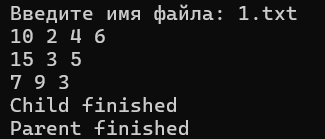 Введите имя файла: 1.txt
10 2 4 6
15 3 5
7 9 3
Child finished
Parent finished